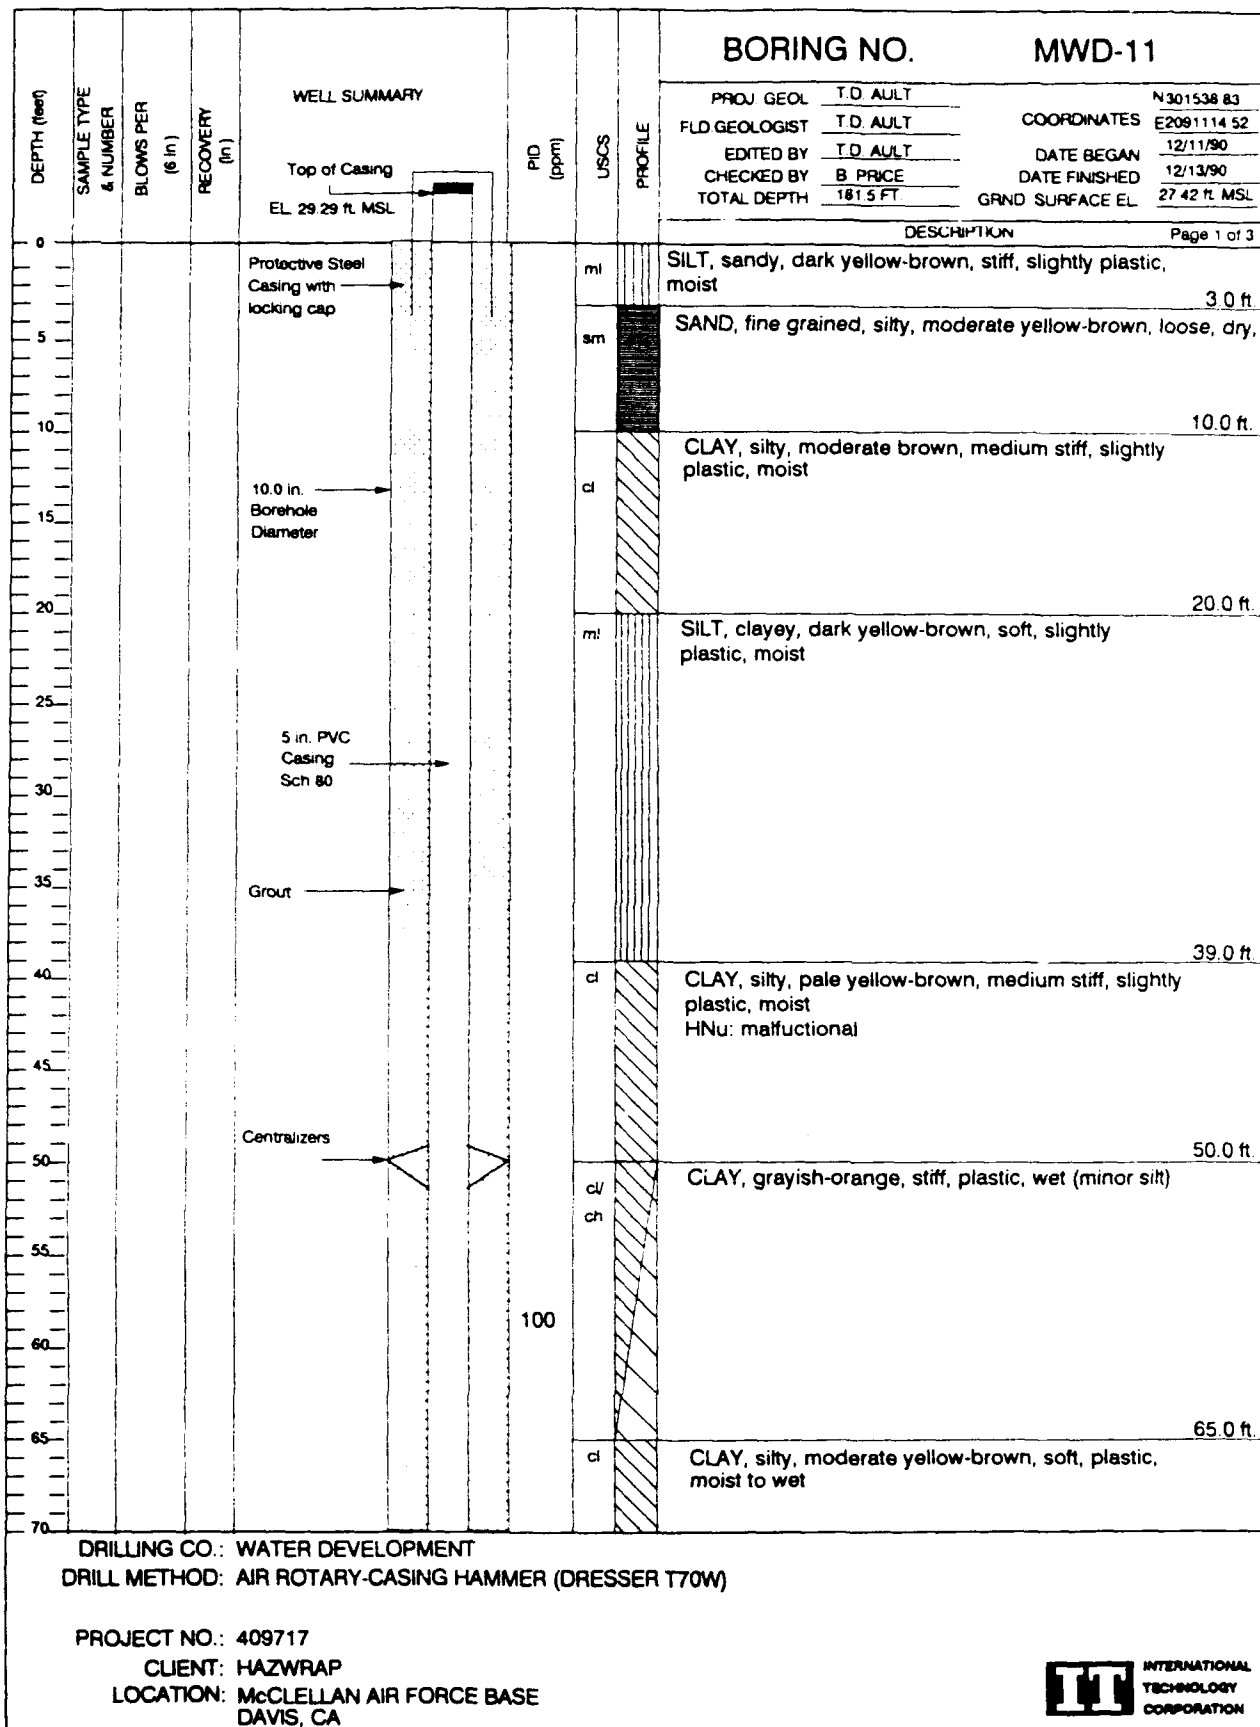 BORING NO. MWD-11
DEPTH (feet)
SAMPLE TYPE & NUMBER
BLOWS PER (6 in)
RECOVERY (in)
WELL SUMMARY
PID (ppm)
USCS
PROFILE
PROJ. GEOL T.D. AULT
FLD.GEOLOGIST T.D. AULT
EDITED BY T.D. AULT
CHECKED BY B PRICE
TOTAL DEPTH 181.5 FT.
COORDINATES N 301538 83
E2091114 52
DATE BEGAN 12/11/90
DATE FINISHED 12/13/90
GRND SURFACE EL 27 42 ft. MSL
DESCRIPTION Page 1 of 3
Top of Casing
EL. 29.29 ft. MSL
0
Protective Steel
Casing with
locking cap
ml
SILT, sandy, dark yellow-brown, stiff, slightly plastic,
moist
3.0 ft.
5
sm
SAND, fine grained, silty, moderate yellow-brown, loose, dry,
10.0 ft.
10
CLAY, silty, moderate brown, medium stiff, slightly
plastic, moist
10.0 in.
Borehole
Diameter
cl
15
20.0 ft.
20
ml
SILT, clayey, dark yellow-brown, soft, slightly
plastic, moist
25
5 in. PVC
Casing
Sch 80
30
35
Grout
39.0 ft.
40
cl
CLAY, silty, pale yellow-brown, medium stiff, slightly
plastic, moist
HNu: malfuctional
45
Centralizers
50.0 ft.
50
cl/
ch
CLAY, grayish-orange, stiff, plastic, wet (minor silt)
55
100
60
65.0 ft.
65
cl
CLAY, silty, moderate yellow-brown, soft, plastic,
moist to wet
70
DRILLING CO.: WATER DEVELOPMENT
DRILL METHOD: AIR ROTARY-CASING HAMMER (DRESSER T70W)
PROJECT NO.: 409717
CLIENT: HAZWRAP
LOCATION: McCLELLAN AIR FORCE BASE
DAVIS, CA
IT INTERNATIONAL
TECHNOLOGY
CORPORATION